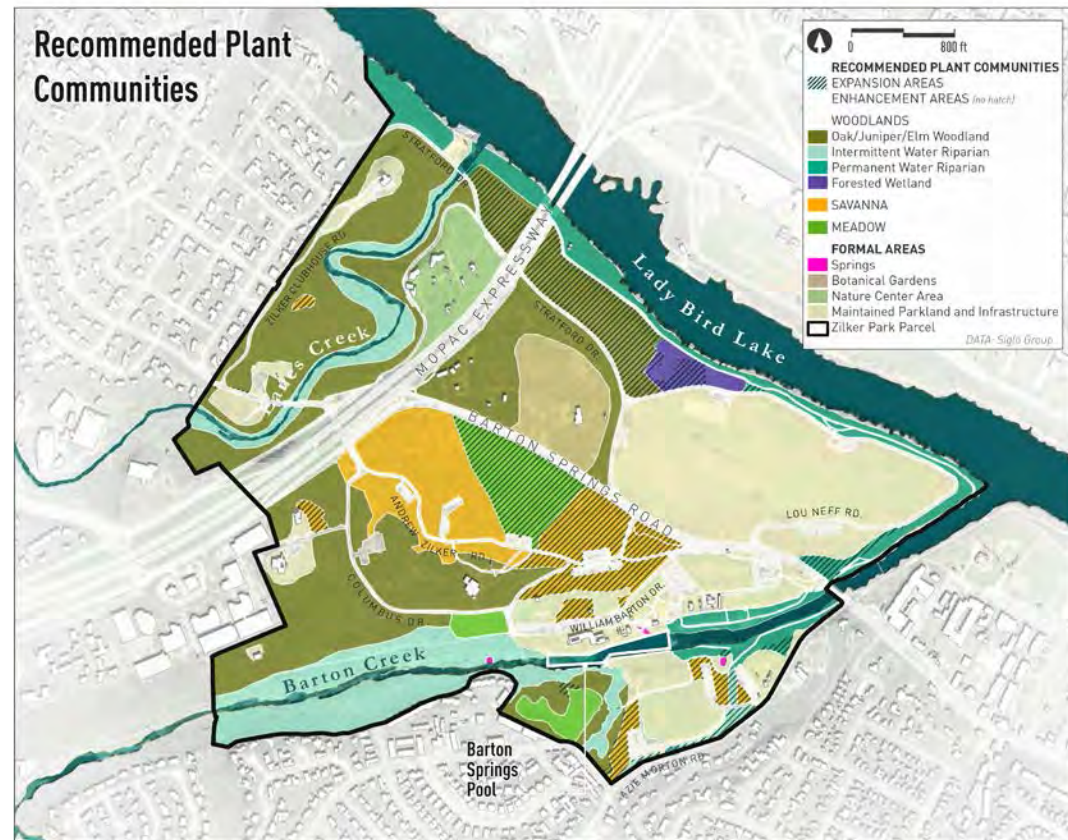 Recommended Plant
Communities
0 800 ft
RECOMMENDED PLANT COMMUNITIES
EXPANSION AREAS
ENHANCEMENT AREAS (no hatch)
WOODLANDS
Oak/Juniper/Elm Woodland
Intermittent Water Riparian
Permanent Water Riparian
Forested Wetland
SAVANNA
MEADOW
FORMAL AREAS
Springs
Botanical Gardens
Nature Center Area
Maintained Parkland and Infrastructure
Zilker Park Parcel
DATA- Siglo Group
STRATFORD
ZILKER CLUBHOUSE RD.
Creek
MOPAC EXPRESSWAY
STRATFORD DR.
Lady Bird Lake
BARTON SPRINGS ROAD
LOU NEFF RD.
ANDREW ZILKER RD.
COLUMBUS DR.
WILLIAM BARTON DR.
Barton Creek
Barton
Springs
Pool
AZIE MORTON RD.